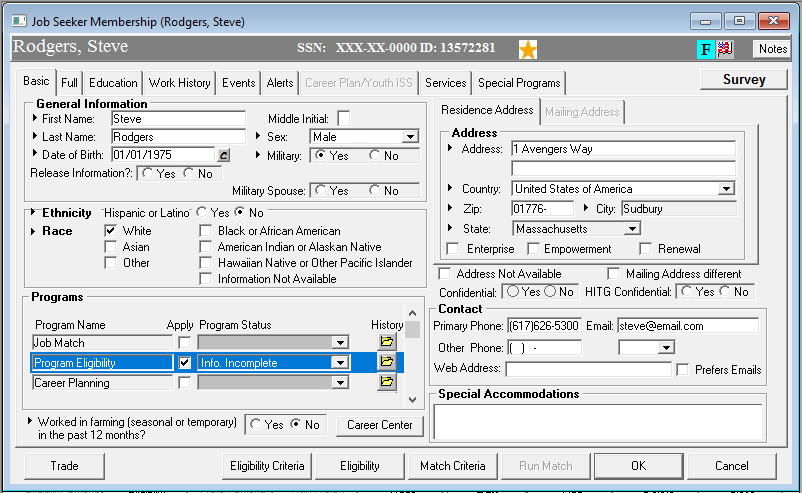 Job Seeker Membership (Rodgers, Steve)
Rodgers, Steve SSN: XXX-XX-0000 ID: 13572281 F Notes
Basic Full Education Work History Events Alerts Career Plan/Youth ISS Services Special Programs Survey
General Information
First Name: Steve Middle Initial:
Last Name: Rodgers Sex: Male
Date of Birth: 01/01/1975 C Military: Yes No
Release Information?: Yes No
Military Spouse: Yes No
Ethnicity Hispanic or Latino Yes No
Race White Black or African American
Asian American Indian or Alaskan Native
Other Hawaiian Native or Other Pacific Islander
Information Not Available
Programs
Program Name Apply Program Status History
Job Match
Program Eligibility Info. Incomplete
Career Planning
Worked in farming (seasonal or temporary)
in the past 12 months? Yes No Career Center
Residence Address Mailing Address
Address
Address: 1 Avengers Way
Country: United States of America
Zip: 01776- City: Sudbury
State: Massachusetts
Enterprise Empowerment Renewal
Address Not Available Mailing Address different
Confidential: Yes No HITG Confidential: Yes No
Contact
Primary Phone: (617)626-5300 Email: steve@email.com
Other Phone: ( ) -
Web Address: Prefers Emails
Special Accommodations
Trade Eligibility Criteria Eligibility Match Criteria Run Match OK Cancel